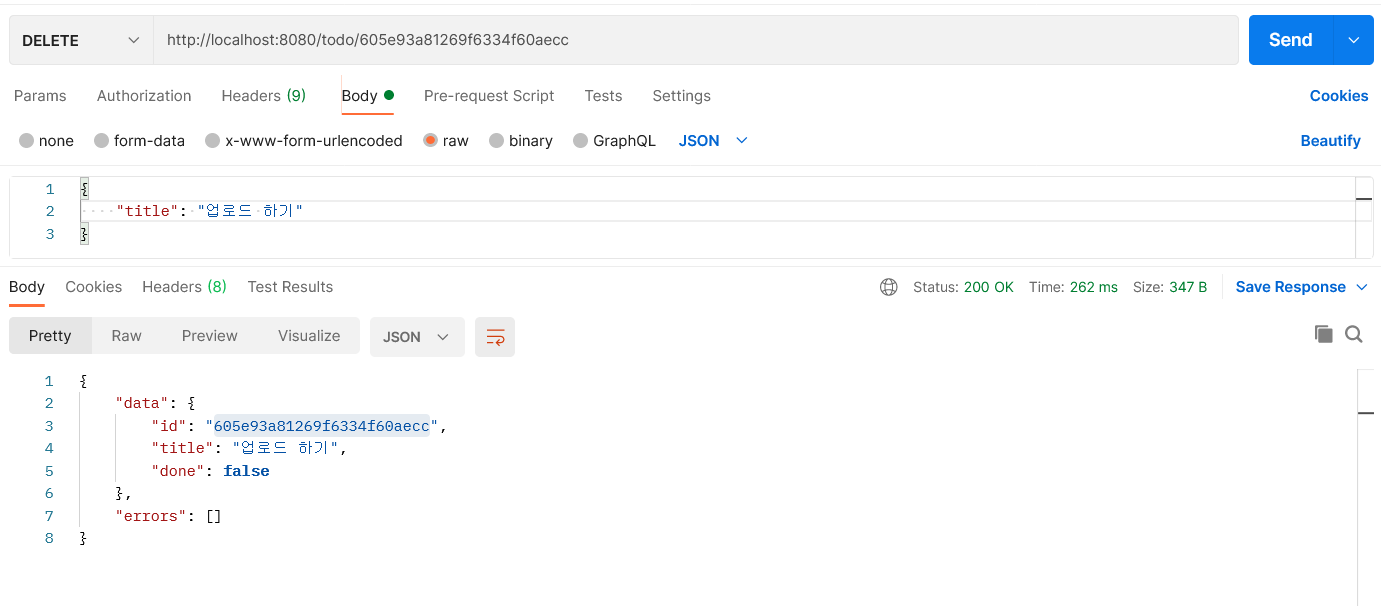 DELETE http://localhost:8080/todo/605e93a81269f6334f60aecc Send
Params Authorization Headers (9) Body Pre-request Script Tests Settings Cookies
none form-data x-www-form-urlencoded raw binary GraphQL JSON Beautify
1 {
2 ····"title":·"업로드·하기"
3 }
Body Cookies Headers (8) Test Results Status: 200 OK Time: 262 ms Size: 347 B Save Response
Pretty Raw Preview Visualize JSON
1 {
2 "data": {
3 "id": "605e93a81269f6334f60aecc",
4 "title": "업로드 하기",
5 "done": false
6 },
7 "errors": []
8 }